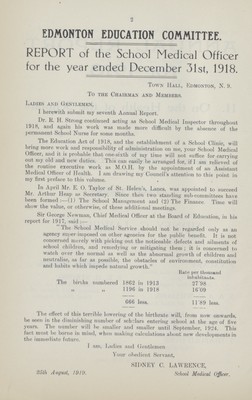 2
EDMONTON EDUCATION COMMITTEE.
REPORT of the School Medical Officer
for the year ended December 31st, 1918.
TOWN HALL, EDMONTON, N. 9.
TO THE CHAIRMAN AND MEMBERS.
LADIES AND GENTLEMEN,
I herewith submit my seventh Annual Report.
Dr. R. H. Strong continued acting as School Medical Inspector throughout
1918, and again his work was made more difficult by the absence of the
permanent School Nurse for some months.
The Education Act of 1918, and the establishment of a School Clinic, will
bring more work and responsibility of administration on me, your School Medical
Officer, and it is probable that one-sixth of my time will not suffice for carrying
out my old and new duties. This can easily be arranged for, if I am relieved of
the routine executive work as M.O.H. by the appointment of an Assistant
Medical Officer of Health. I am drawing my Council's attention to this point in
my first preface to this volume.
In April Mr E. O. Taylor of St. Helen's, Lancs, was appointed to succeed
Mr. Arthur Heap as Secretary. Since then two standing sub-committees have
been formed :—(1) The School Management and (2) The Finance. Time will
show the value, or otherwise, of these additional meetings.
Sir George Newman, Chief Medical Officer at the Board of Education, in his
report for 1917, said :—
"The School Medical Service should not be regarded only as an
agency super-imposed on other agencies for the public benefit. It is not
concerned merely with picking out the noticeable defects and ailments of
school children, and remedying or mitigating them; it is concerned to
watch over the normal as well as the abnormal growth of children and
neutralise, as far as possible, the obstacles of environment, constitution
and habits which impede natural growth."
Rate per thousand
inhabitants.
The births numbered 1862 in 1913 27'98
" " 1196 in 1918 16'09
666 less. 11'89 less.
The effect of this terrible lowering of the birthrate will, from now onwards,
be seen in the diminishing number of scholars entering school at the age of five
years. The number will be smaller and smaller until September, 1924. This
fact must be borne in mind, when making calculations about new developments in
the immediate future.
I am, Ladies and Gentlemen
Your obedient Servant,
SIDNEY C. LAWRENCE,
25th August, 1919. School Medical Officer.